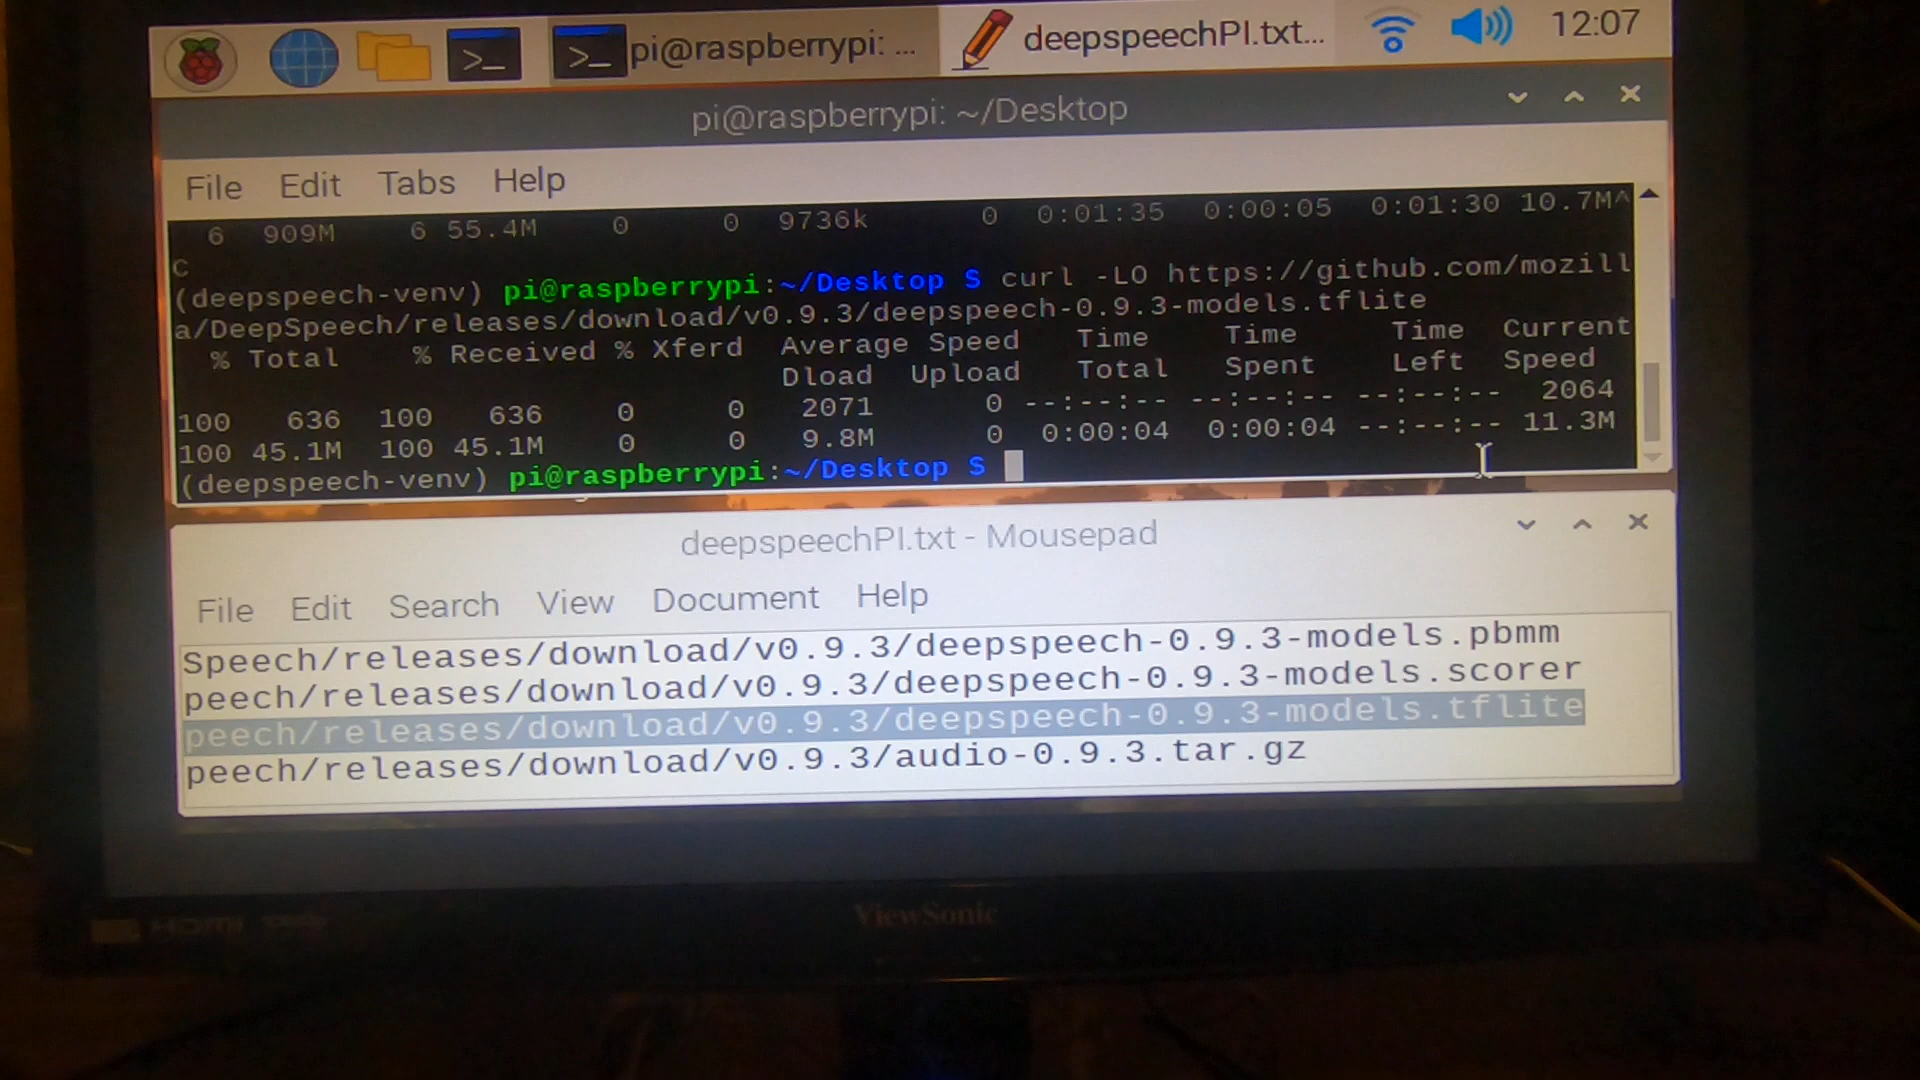 pi@raspberrypi: ...
deepspeechPI.txt...
12:07
pi@raspberrypi: ~/Desktop
File Edit Tabs Help
6 909M 6 55.4M 0 0 9736k 0 0:01:35 0:00:05 0:01:30 10.7M^
C
(deepspeech-venv) pi@raspberrypi:~/Desktop $ curl -LO https://github.com/mozill
a/DeepSpeech/releases/download/v0.9.3/deepspeech-0.9.3-models.tflite
% Total % Received % Xferd Average Speed Time Time Time Current
Dload Upload Total Spent Left Speed
100 636 100 636 0 0 2071 0 --:--:-- --:--:-- --:--:-- 2064
100 45.1M 100 45.1M 0 0 9.8M 0 0:00:04 0:00:04 --:--:-- 11.3M
(deepspeech-venv) pi@raspberrypi:~/Desktop $
deepspeechPI.txt - Mousepad
File Edit Search View Document Help
Speech/releases/download/v0.9.3/deepspeech-0.9.3-models.pbmm
peech/releases/download/v0.9.3/deepspeech-0.9.3-models.scorer
peech/releases/download/v0.9.3/deepspeech-0.9.3-models.tflite
peech/releases/download/v0.9.3/audio-0.9.3.tar.gz
HDMI
ViewSonic